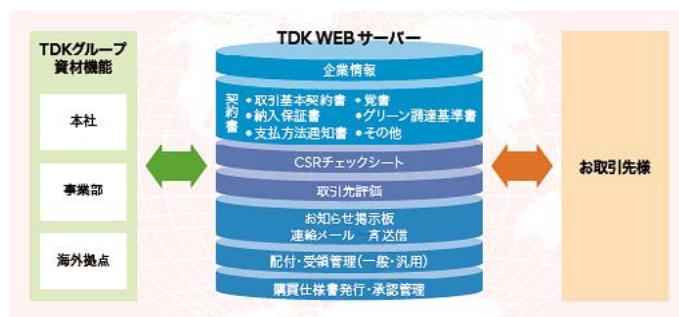 TDKグループ
資材機能
本社
事業部
海外拠点
TDK WEBサーバー
企業情報
契約書
・取引基本契約書 ・覚書
・納入保証書 ・グリーン調達基準書
・支払方法通知書 ・その他
CSRチェックシート
取引先評価
お知らせ掲示板
連絡メール一斉送信
配付・受領管理(一般・汎用)
購買仕様書発行・承認管理
お取引先様